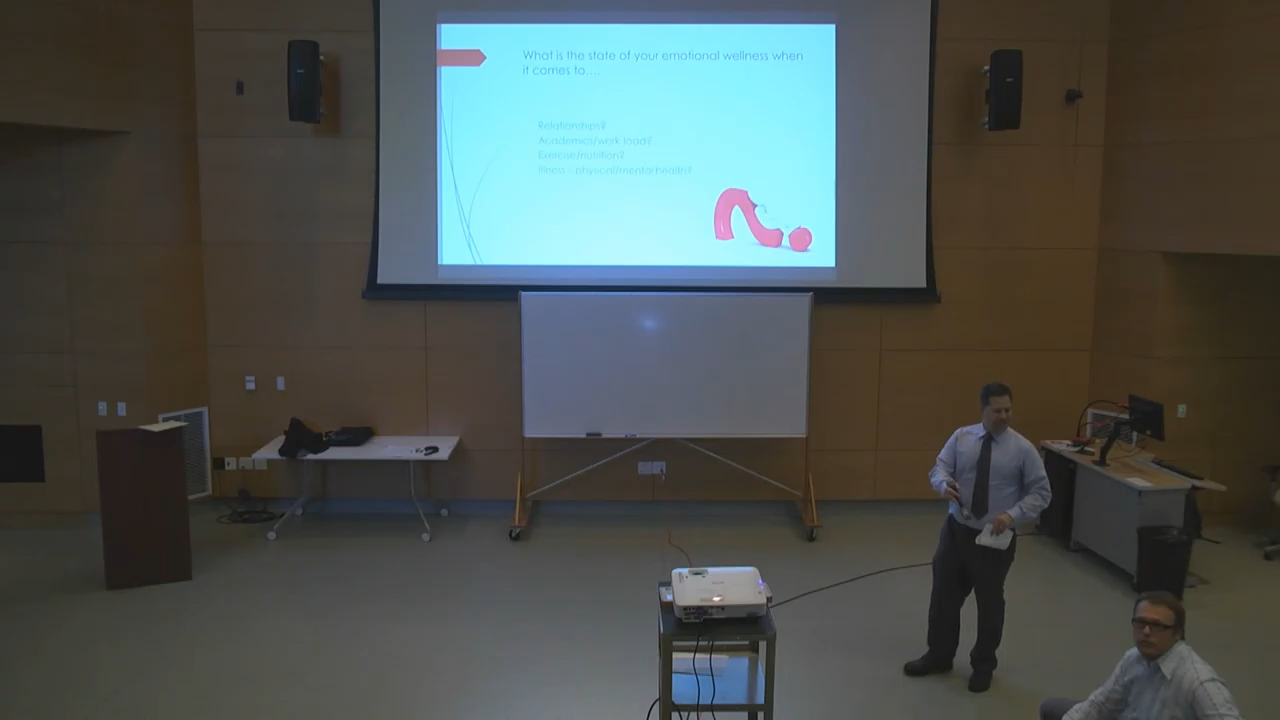 What is the state of your emotional wellness when
it comes to....
Relationships?
Academics/work load?
Exercise/nutrition?
Illness - physical/mental health?